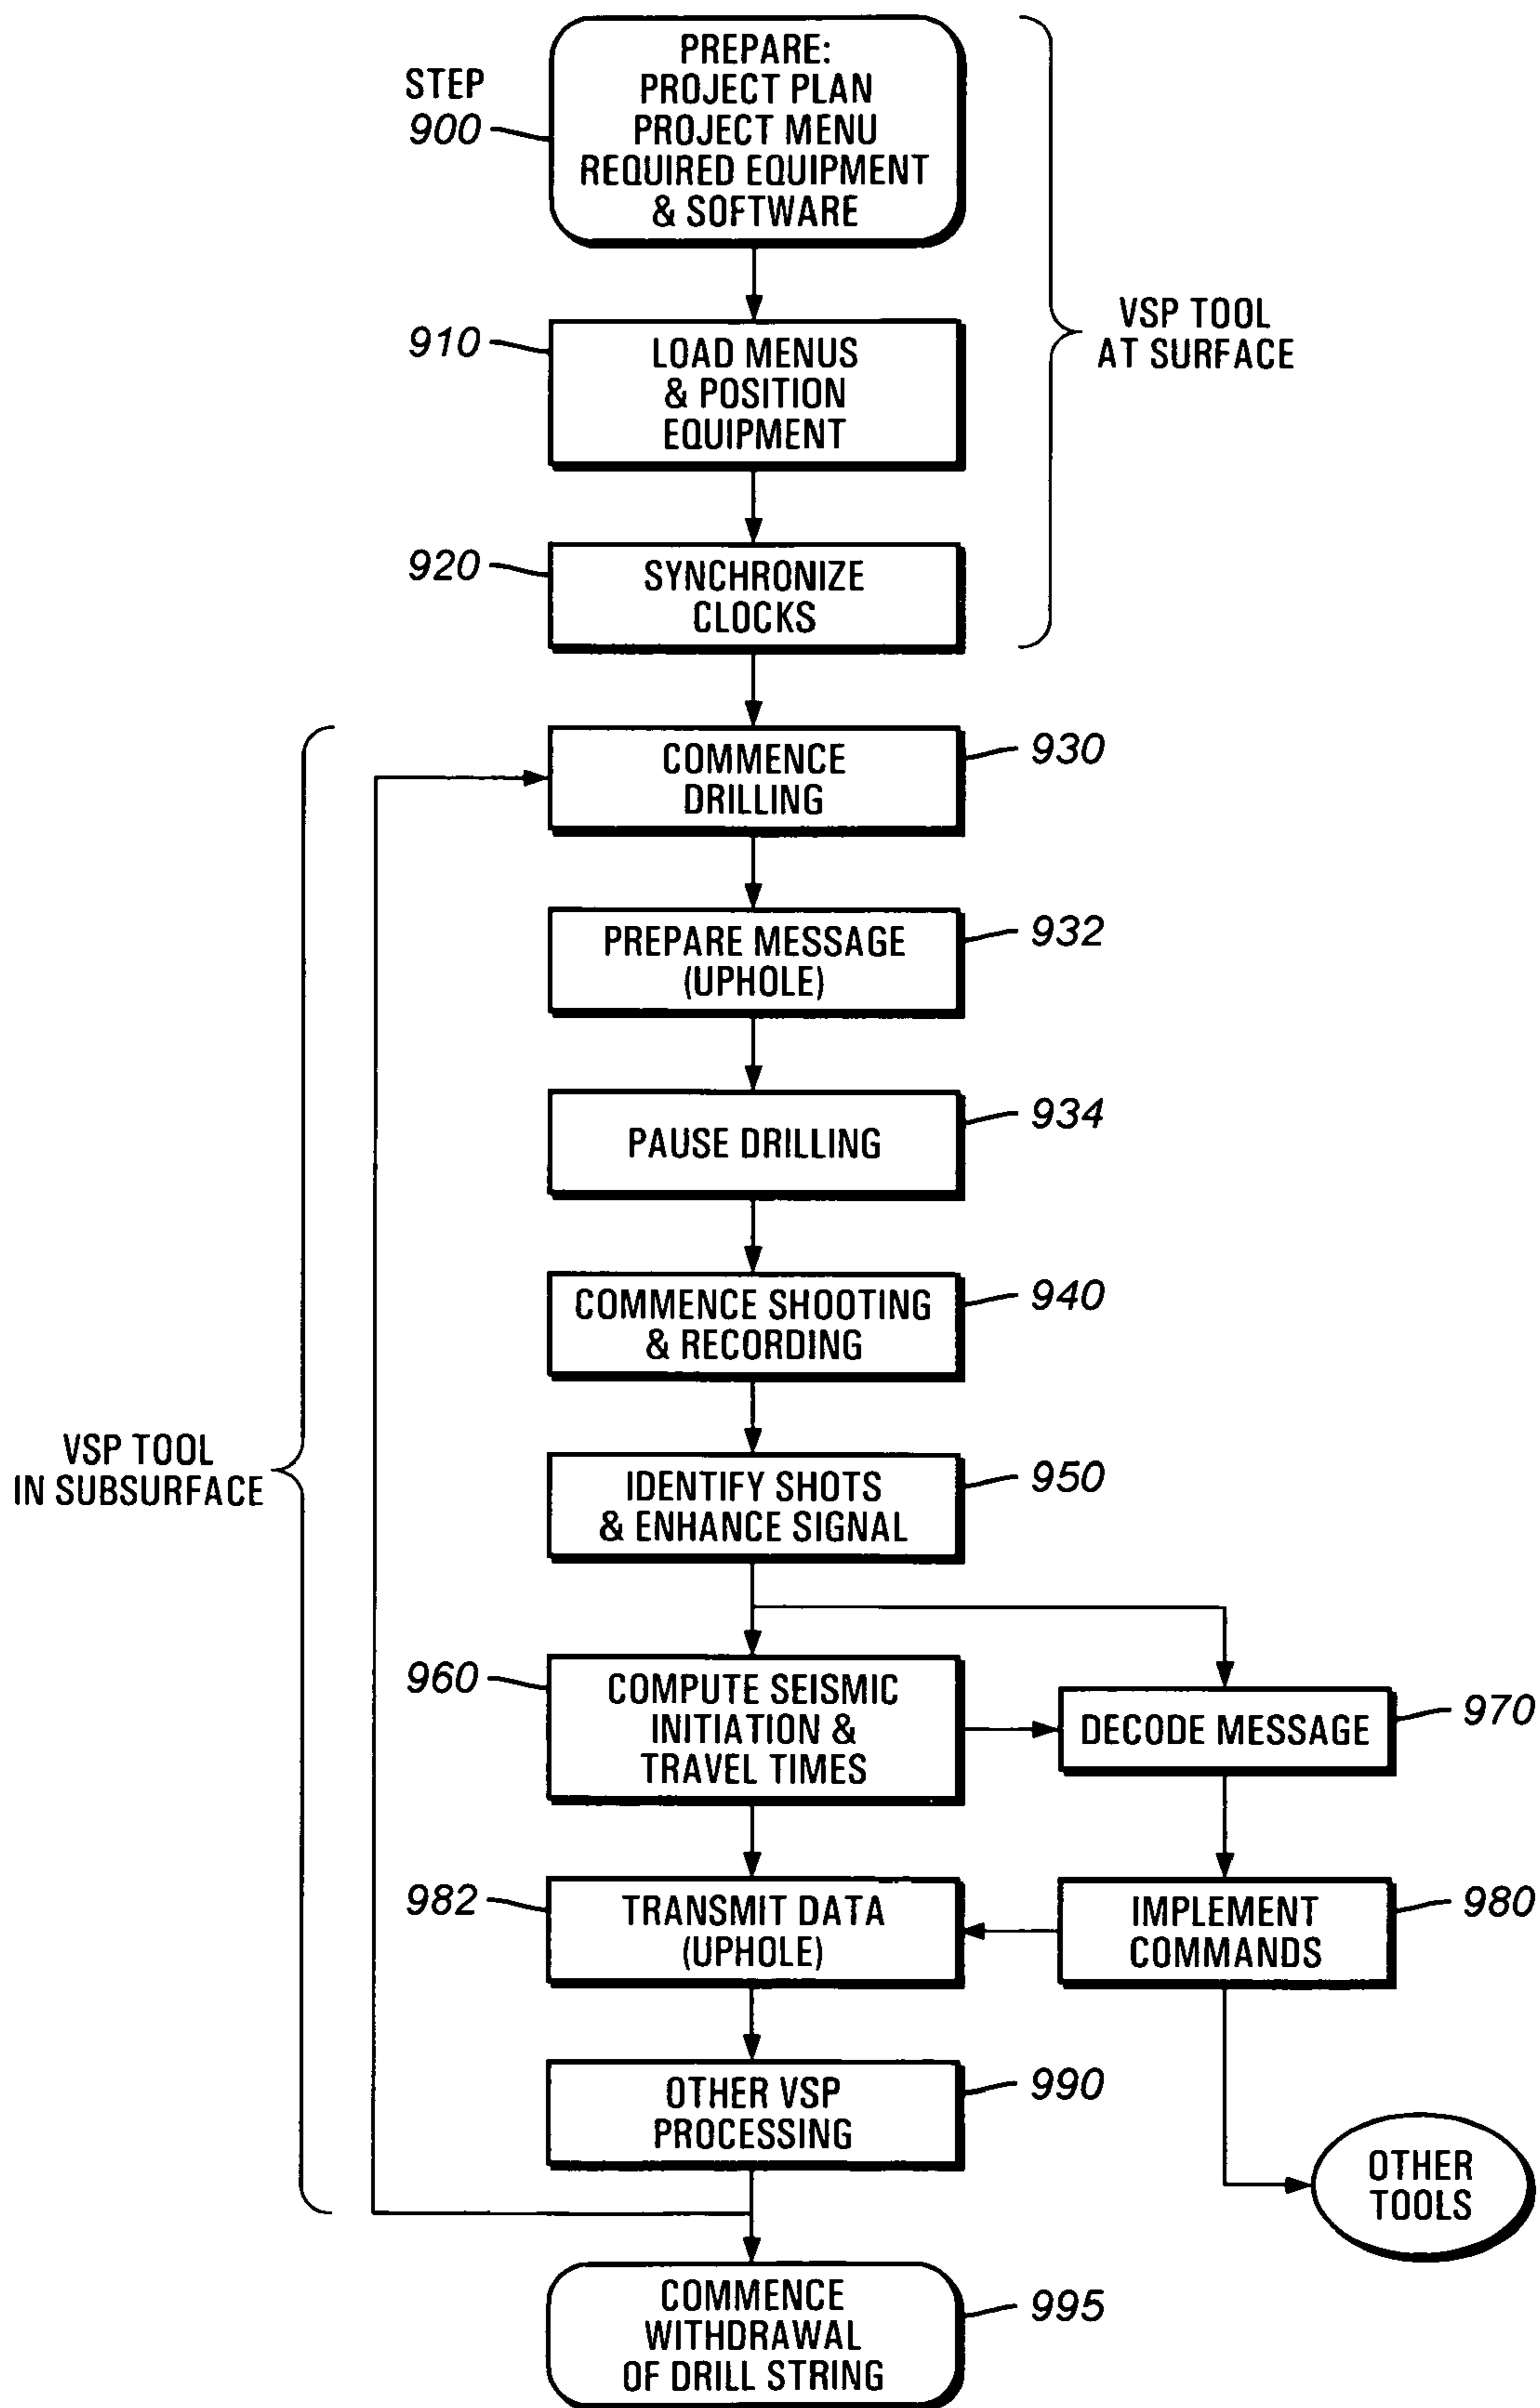 STEP
900
PREPARE:
PROJECT PLAN
PROJECT MENU
REQUIRED EQUIPMENT
& SOFTWARE
VSP TOOL
AT SURFACE
910
LOAD MENUS
& POSITION
EQUIPMENT
920
SYNCHRONIZE
CLOCKS
COMMENCE
DRILLING
930
PREPARE MESSAGE
(UPHOLE)
932
PAUSE DRILLING
934
COMMENCE SHOOTING
& RECORDING
940
VSP TOOL
IN SUBSURFACE
IDENTIFY SHOTS
& ENHANCE SIGNAL
950
960
COMPUTE SEISMIC
INITIATION &
TRAVEL TIMES
DECODE MESSAGE
970
982
TRANSMIT DATA
(UPHOLE)
IMPLEMENT
COMMANDS
980
OTHER VSP
PROCESSING
990
OTHER
TOOLS
COMMENCE
WITHDRAWAL
OF DRILL STRING
995